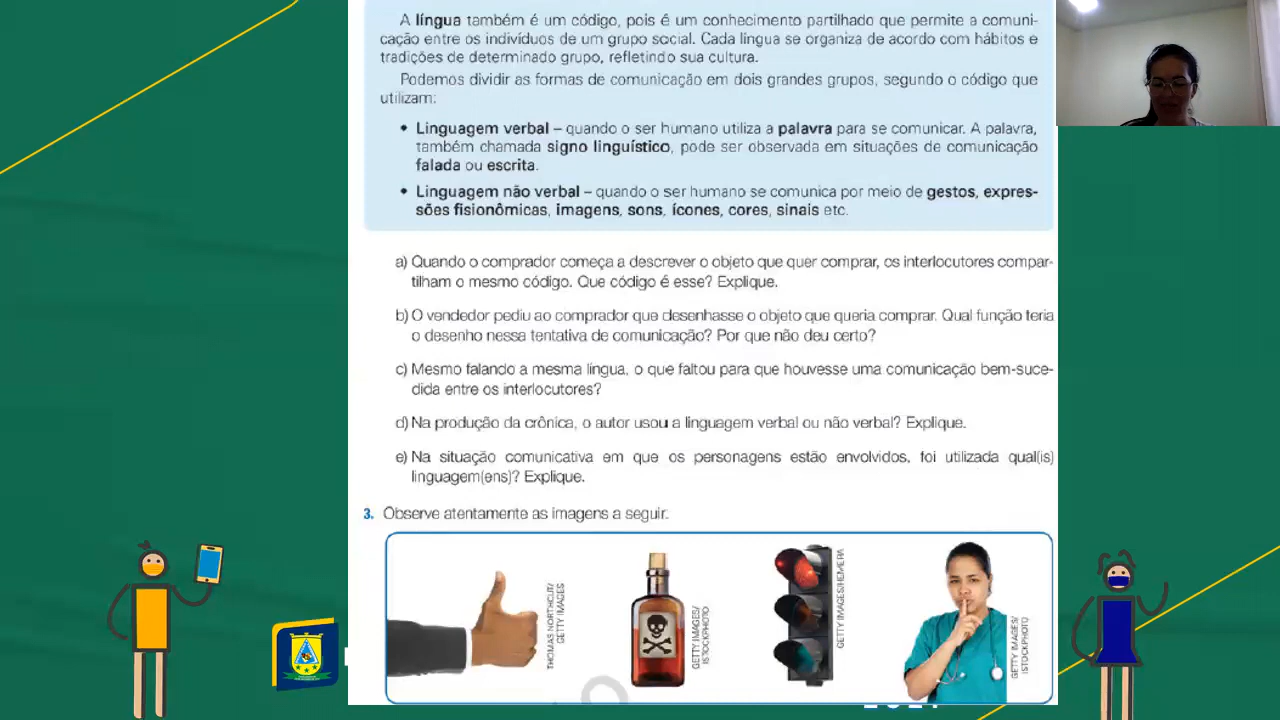 A língua também é um código, pois é um conhecimento partilhado que permite a comuni-
cação entre os indivíduos de um grupo social. Cada língua se organiza de acordo com hábitos e
tradições de determinado grupo, refletindo sua cultura.
Podemos dividir as formas de comunicação em dois grandes grupos, segundo o código que
utilizam:
• Linguagem verbal – quando o ser humano utiliza a palavra para se comunicar. A palavra,
também chamada signo linguístico, pode ser observada em situações de comunicação
falada ou escrita.
• Linguagem não verbal – quando o ser humano se comunica por meio de gestos, expres-
sões fisionômicas, imagens, sons, ícones, cores, sinais etc.
a) Quando o comprador começa a descrever o objeto que quer comprar, os interlocutores compar-
tilham o mesmo código. Que código é esse? Explique.
b) O vendedor pediu ao comprador que desenhasse o objeto que queria comprar. Qual função teria
o desenho nessa tentativa de comunicação? Por que não deu certo?
c) Mesmo falando a mesma língua, o que faltou para que houvesse uma comunicação bem-suce-
dida entre os interlocutores?
d) Na produção da crônica, o autor usou a linguagem verbal ou não verbal? Explique.
e) Na situação comunicativa em que os personagens estão envolvidos, foi utilizada qual(is)
linguagem(ens)? Explique.
3. Observe atentamente as imagens a seguir.
THOMAS NORTHCUT/
GETTY IMAGES
GETTY IMAGES/
ISTOCKPHOTO
GETTY IMAGES/HEMERA
GETTY IMAGES/
ISTOCKPHOTO